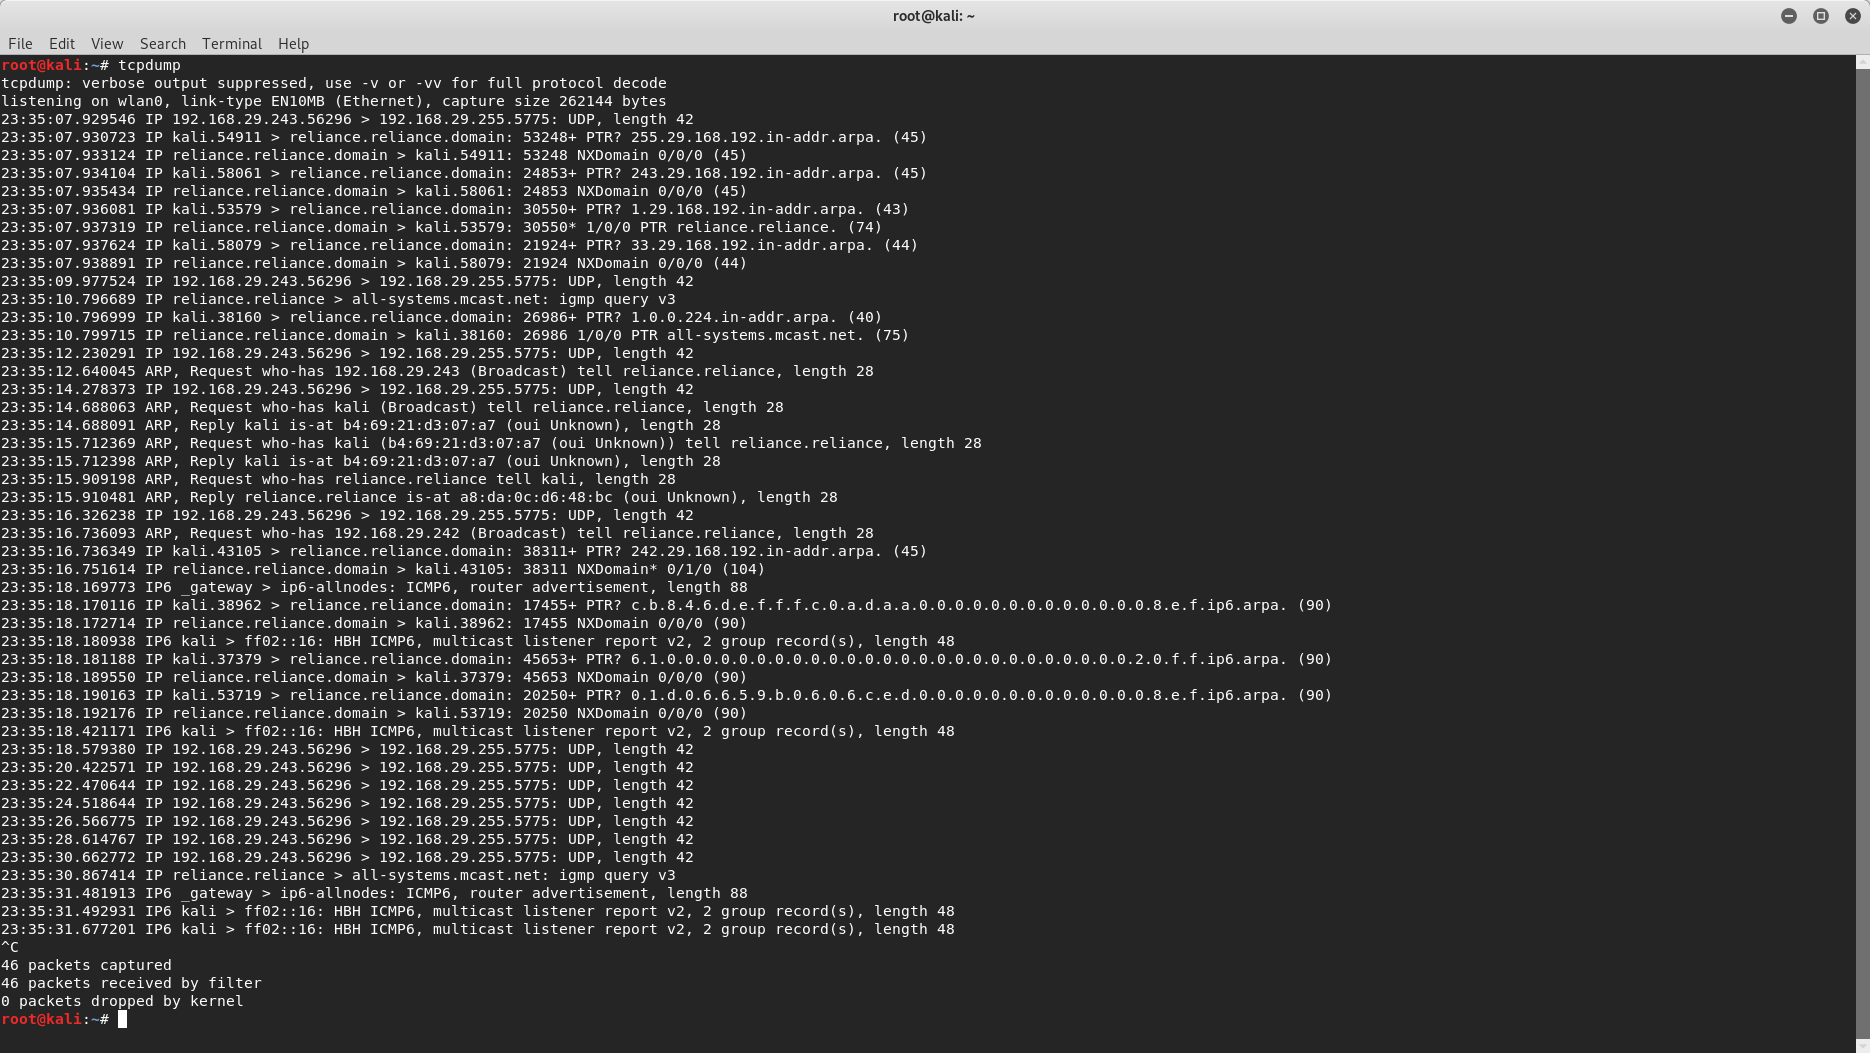 root@kali: ~
File Edit View Search Terminal Help
root@kali:~# tcpdump
tcpdump: verbose output suppressed, use -v or -vv for full protocol decode
listening on wlan0, link-type EN10MB (Ethernet), capture size 262144 bytes
23:35:07.929546 IP 192.168.29.243.56296 > 192.168.29.255.5775: UDP, length 42
23:35:07.930723 IP kali.54911 > reliance.reliance.domain: 53248+ PTR? 255.29.168.192.in-addr.arpa. (45)
23:35:07.933124 IP reliance.reliance.domain > kali.54911: 53248 NXDomain 0/0/0 (45)
23:35:07.934104 IP kali.58061 > reliance.reliance.domain: 24853+ PTR? 243.29.168.192.in-addr.arpa. (45)
23:35:07.935434 IP reliance.reliance.domain > kali.58061: 24853 NXDomain 0/0/0 (45)
23:35:07.936081 IP kali.53579 > reliance.reliance.domain: 30550+ PTR? 1.29.168.192.in-addr.arpa. (43)
23:35:07.937319 IP reliance.reliance.domain > kali.53579: 30550* 1/0/0 PTR reliance.reliance. (74)
23:35:07.937624 IP kali.58079 > reliance.reliance.domain: 21924+ PTR? 33.29.168.192.in-addr.arpa. (44)
23:35:07.938891 IP reliance.reliance.domain > kali.58079: 21924 NXDomain 0/0/0 (44)
23:35:09.977524 IP 192.168.29.243.56296 > 192.168.29.255.5775: UDP, length 42
23:35:10.796689 IP reliance.reliance > all-systems.mcast.net: igmp query v3
23:35:10.796999 IP kali.38160 > reliance.reliance.domain: 26986+ PTR? 1.0.0.224.in-addr.arpa. (40)
23:35:10.799715 IP reliance.reliance.domain > kali.38160: 26986 1/0/0 PTR all-systems.mcast.net. (75)
23:35:12.230291 IP 192.168.29.243.56296 > 192.168.29.255.5775: UDP, length 42
23:35:12.640045 ARP, Request who-has 192.168.29.243 (Broadcast) tell reliance.reliance, length 28
23:35:14.278373 IP 192.168.29.243.56296 > 192.168.29.255.5775: UDP, length 42
23:35:14.688063 ARP, Request who-has kali (Broadcast) tell reliance.reliance, length 28
23:35:14.688091 ARP, Reply kali is-at b4:69:21:d3:07:a7 (oui Unknown), length 28
23:35:15.712369 ARP, Request who-has kali (b4:69:21:d3:07:a7 (oui Unknown)) tell reliance.reliance, length 28
23:35:15.712398 ARP, Reply kali is-at b4:69:21:d3:07:a7 (oui Unknown), length 28
23:35:15.909198 ARP, Request who-has reliance.reliance tell kali, length 28
23:35:15.910481 ARP, Reply reliance.reliance is-at a8:da:0c:d6:48:bc (oui Unknown), length 28
23:35:16.326238 IP 192.168.29.243.56296 > 192.168.29.255.5775: UDP, length 42
23:35:16.736093 ARP, Request who-has 192.168.29.242 (Broadcast) tell reliance.reliance, length 28
23:35:16.736349 IP kali.43105 > reliance.reliance.domain: 38311+ PTR? 242.29.168.192.in-addr.arpa. (45)
23:35:16.751614 IP reliance.reliance.domain > kali.43105: 38311 NXDomain* 0/1/0 (104)
23:35:18.169773 IP6 _gateway > ip6-allnodes: ICMP6, router advertisement, length 88
23:35:18.170116 IP kali.38962 > reliance.reliance.domain: 17455+ PTR? c.b.8.4.6.d.e.f.f.f.c.0.a.d.a.a.0.0.0.0.0.0.0.0.0.0.0.0.0.8.e.f.ip6.arpa. (90)
23:35:18.172714 IP reliance.reliance.domain > kali.38962: 17455 NXDomain 0/0/0 (90)
23:35:18.180938 IP6 kali > ff02::16: HBH ICMP6, multicast listener report v2, 2 group record(s), length 48
23:35:18.181188 IP kali.37379 > reliance.reliance.domain: 45653+ PTR? 6.1.0.0.0.0.0.0.0.0.0.0.0.0.0.0.0.0.0.0.0.0.0.0.0.0.0.0.2.0.f.f.ip6.arpa. (90)
23:35:18.189550 IP reliance.reliance.domain > kali.37379: 45653 NXDomain 0/0/0 (90)
23:35:18.190163 IP kali.53719 > reliance.reliance.domain: 20250+ PTR? 0.1.d.0.6.6.5.9.b.0.6.0.6.c.e.d.0.0.0.0.0.0.0.0.0.0.0.0.0.8.e.f.ip6.arpa. (90)
23:35:18.192176 IP reliance.reliance.domain > kali.53719: 20250 NXDomain 0/0/0 (90)
23:35:18.421171 IP6 kali > ff02::16: HBH ICMP6, multicast listener report v2, 2 group record(s), length 48
23:35:18.579380 IP 192.168.29.243.56296 > 192.168.29.255.5775: UDP, length 42
23:35:20.422571 IP 192.168.29.243.56296 > 192.168.29.255.5775: UDP, length 42
23:35:22.470644 IP 192.168.29.243.56296 > 192.168.29.255.5775: UDP, length 42
23:35:24.518644 IP 192.168.29.243.56296 > 192.168.29.255.5775: UDP, length 42
23:35:26.566775 IP 192.168.29.243.56296 > 192.168.29.255.5775: UDP, length 42
23:35:28.614767 IP 192.168.29.243.56296 > 192.168.29.255.5775: UDP, length 42
23:35:30.662772 IP 192.168.29.243.56296 > 192.168.29.255.5775: UDP, length 42
23:35:30.867414 IP reliance.reliance > all-systems.mcast.net: igmp query v3
23:35:31.481913 IP6 _gateway > ip6-allnodes: ICMP6, router advertisement, length 88
23:35:31.492931 IP6 kali > ff02::16: HBH ICMP6, multicast listener report v2, 2 group record(s), length 48
23:35:31.677201 IP6 kali > ff02::16: HBH ICMP6, multicast listener report v2, 2 group record(s), length 48
^C
46 packets captured
46 packets received by filter
0 packets dropped by kernel
root@kali:~#